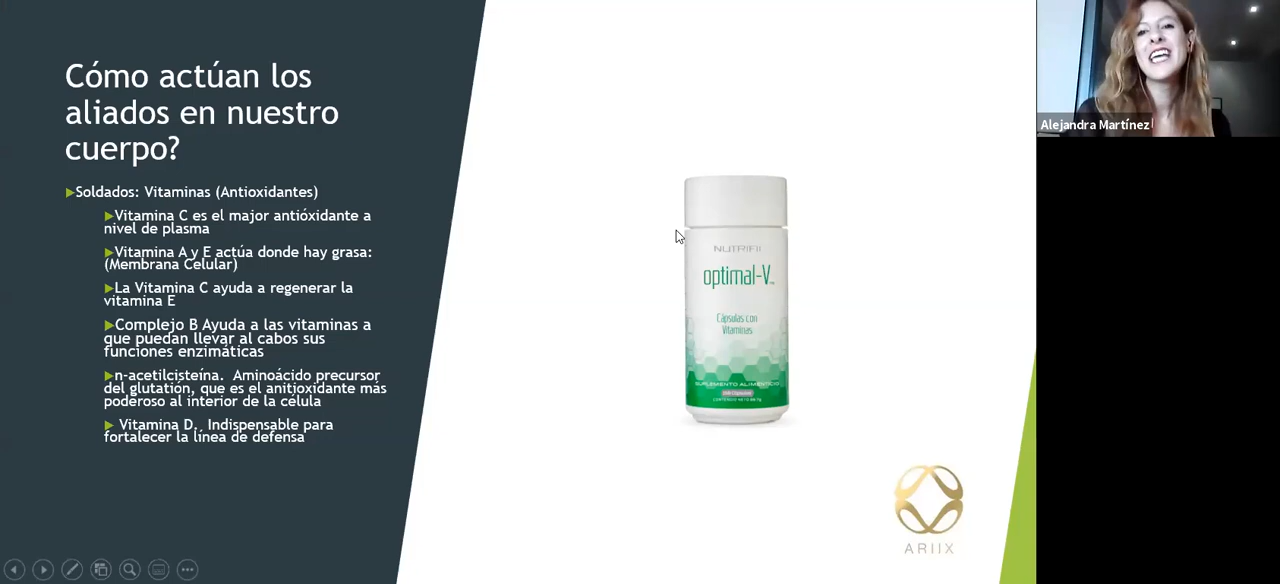 Cómo actúan los
aliados en nuestro
cuerpo?
Soldados: Vitaminas (Antioxidantes)
Vitamina C es el major antióxidante a
nivel de plasma
Vitamina A y E actúa donde hay grasa:
(Membrana Celular)
La Vitamina C ayuda a regenerar la
vitamina E
Complejo B Ayuda a las vitaminas a
que puedan llevar al cabos sus
funciones enzimáticas
n-acetilcisteína. Aminoácido precursor
del glutatión, que es el anitioxidante más
poderoso al interior de la célula
Vitamina D. Indispensable para
fortalecer la línea de defensa
NUTRIFII
optimal-V
Cápsulas con
Vitaminas
SUPLEMENTO ALIMENTICIO
ARIIX
Alejandra Martínez